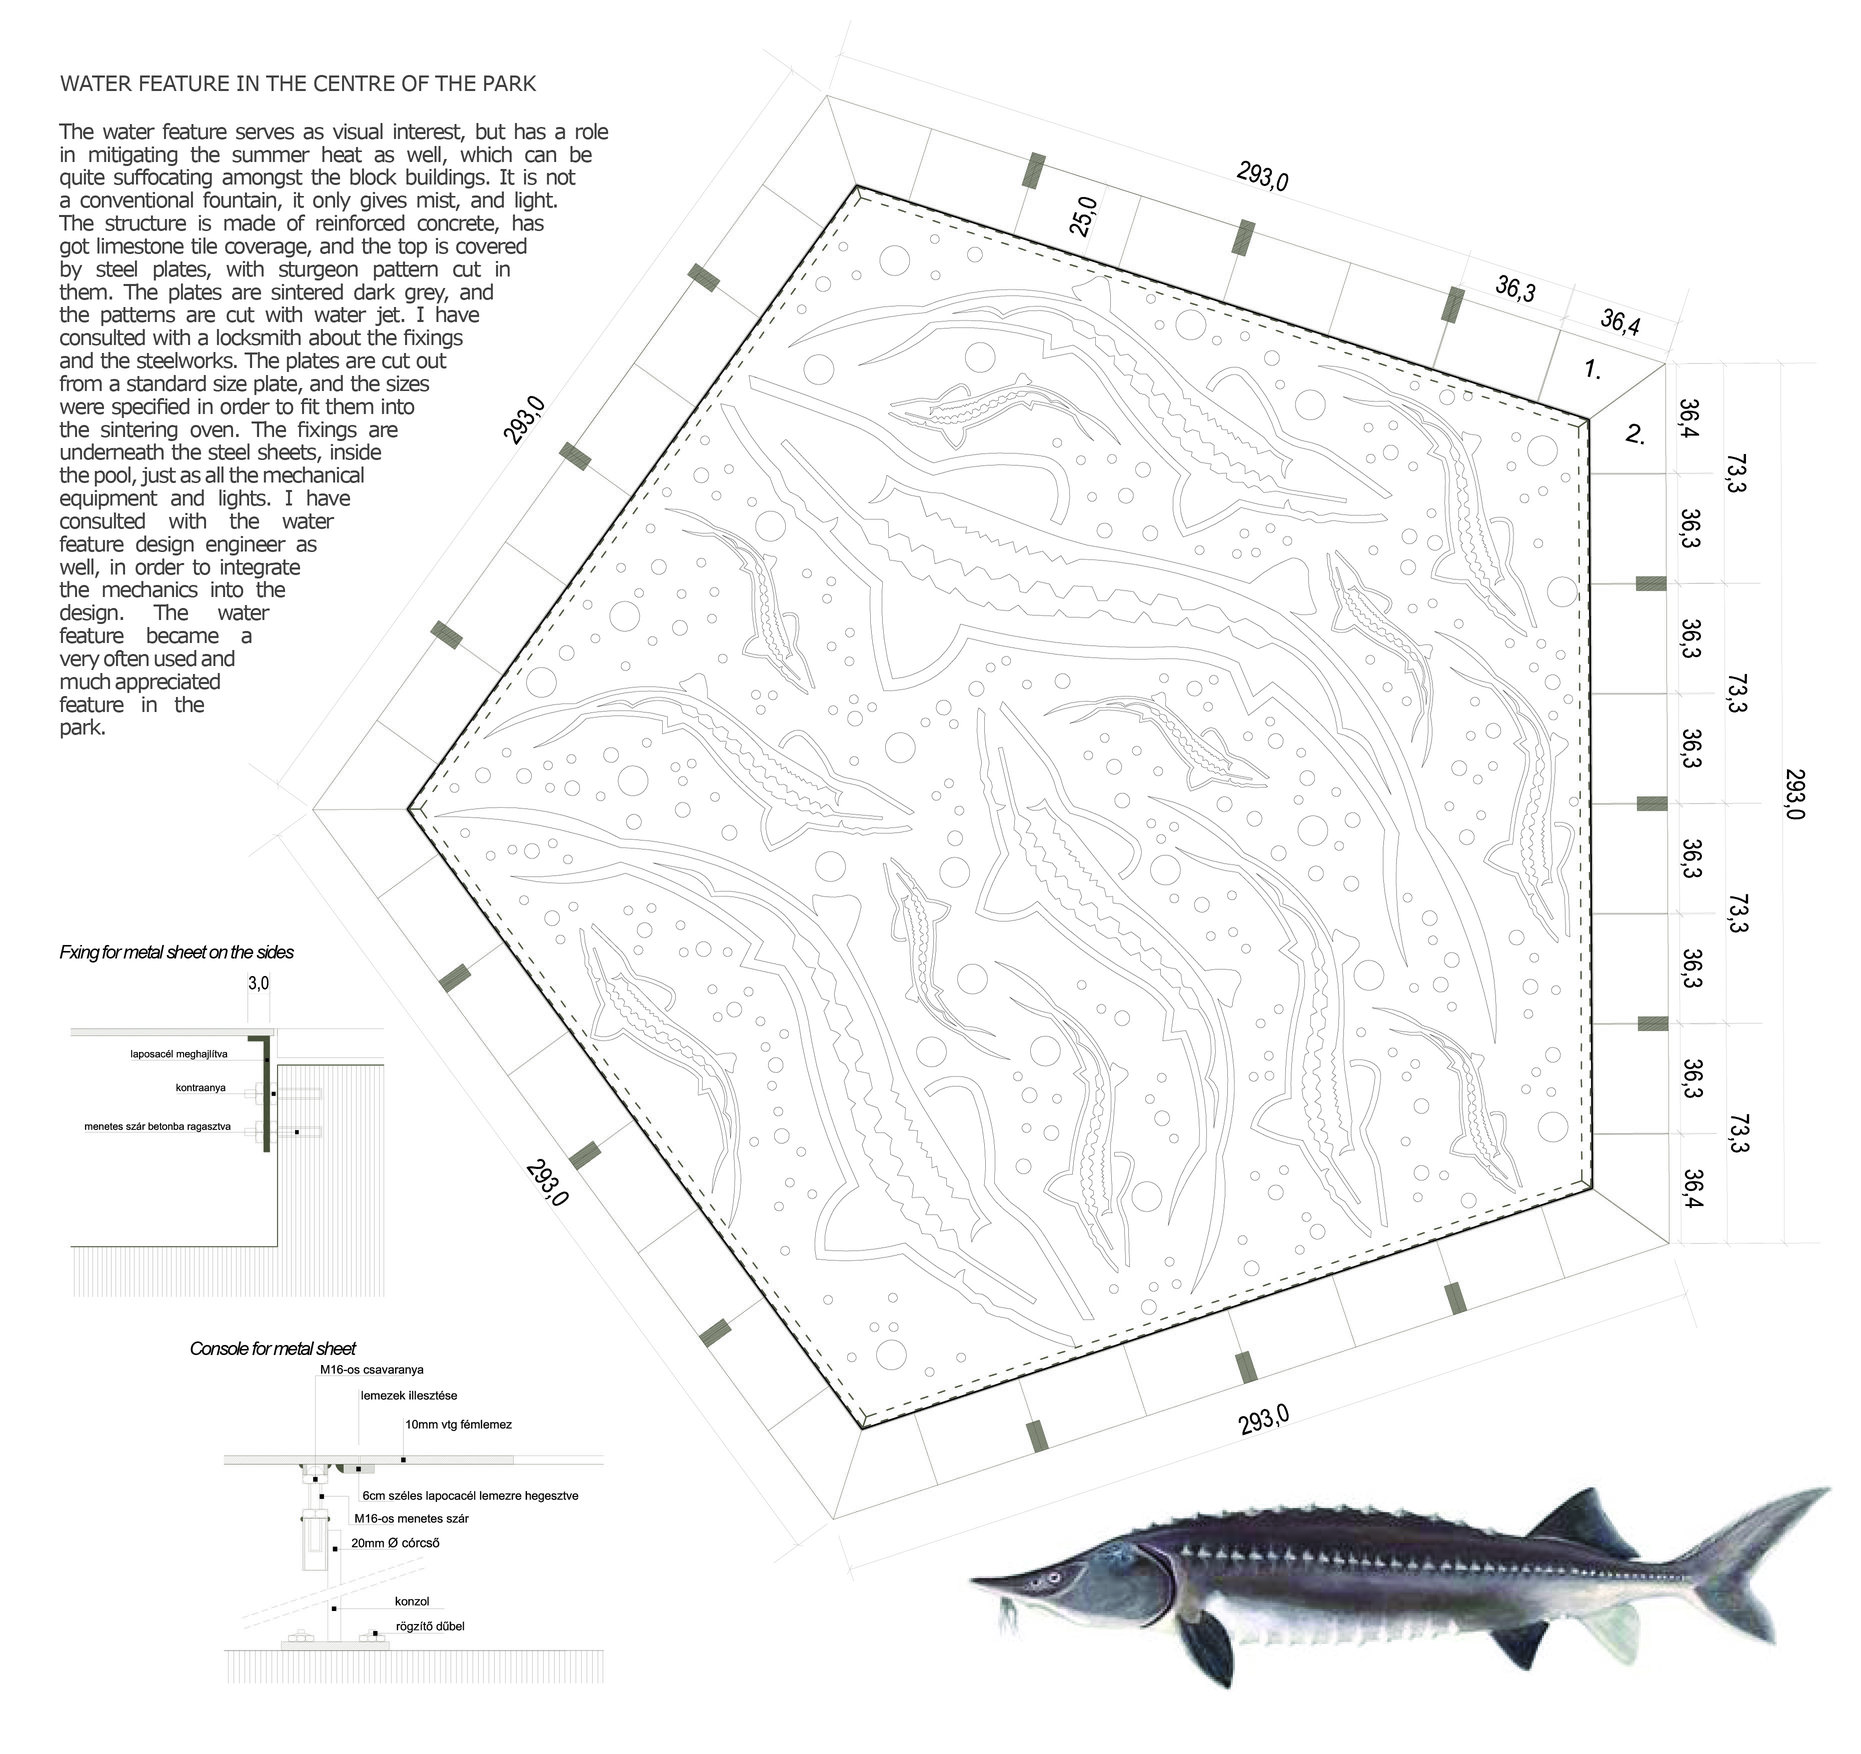 WATER FEATURE IN THE CENTRE OF THE PARK
The water feature serves as visual interest, but has a role
in mitigating the summer heat as well, which can be
quite suffocating amongst the block buildings. It is not
a conventional fountain, it only gives mist, and light.
The structure is made of reinforced concrete, has
got limestone tile coverage, and the top is covered
by steel plates, with sturgeon pattern cut in
them. The plates are sintered dark grey, and
the patterns are cut with water jet. I have
consulted with a locksmith about the fixings
and the steelworks. The plates are cut out
from a standard size plate, and the sizes
were specified in order to fit them into
the sintering oven. The fixings are
underneath the steel sheets, inside
the pool, just as all the mechanical
equipment and lights. I have
consulted with the water
feature design engineer as
well, in order to integrate
the mechanics into the
design. The water
feature became a
very often used and
much appreciated
feature in the
park.
293,0
25,0
36,3
36,4
1.
2.
36,4
36,3
36,3
36,3
36,3
36,3
36,3
36,4
73,3
73,3
73,3
73,3
293,0
293,0
293,0
293,0
Fxing for metal sheet on the sides
3,0
laposacél meghajlítva
kontraanya
menetes szár betonba ragasztva
Console for metal sheet
M16-os csavaranya
lemezek illesztése
10mm vtg fémlemez
6cm széles lapocacél lemezre hegesztve
M16-os menetes szár
20mm Ø córcső
konzol
rögzítő dűbel